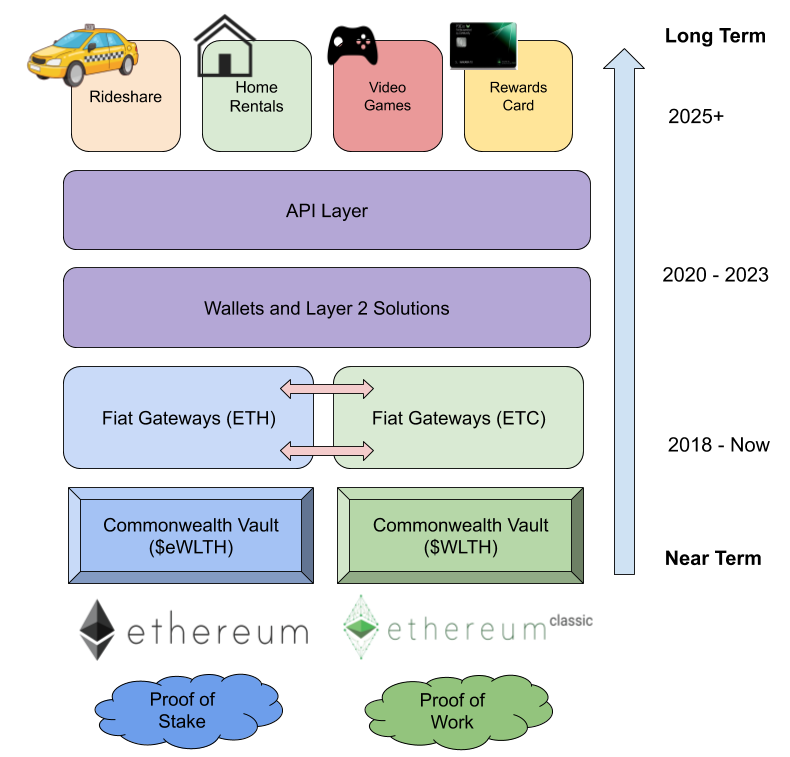 Long Term
Rideshare
Home
Rentals
Video
Games
Rewards
Card
2025+
API Layer
2020 - 2023
Wallets and Layer 2 Solutions
Fiat Gateways (ETH)
Fiat Gateways (ETC)
2018 - Now
Commonwealth Vault
($eWLTH)
Commonwealth Vault
($WLTH)
Near Term
ethereum
ethereum classic
Proof of
Stake
Proof of
Work